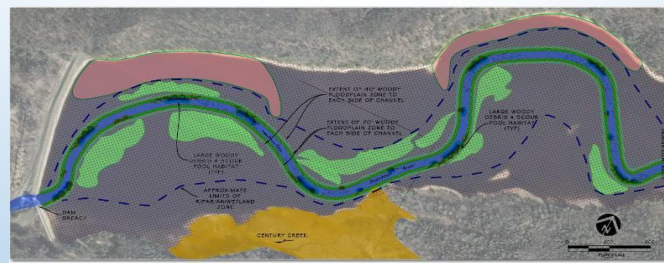 EXTENT OF 40' WOODY
FLOODPLAIN ZONE TO
EACH SIDE OF CHANNEL
EXTENT OF 20' WOODY
FLOODPLAIN ZONE TO
EACH SIDE OF CHANNEL
LARGE WOODY
DEBRIS & SCOUR
POOL HABITAT
(TYP)
LARGE WOODY
DEBRIS & SCOUR
POOL HABITAT
(TYP)
APPROXIMATE
LIMITS OF
RIPARIAN/WETLAND
ZONE
DAM
BREACH
CENTURY CREEK